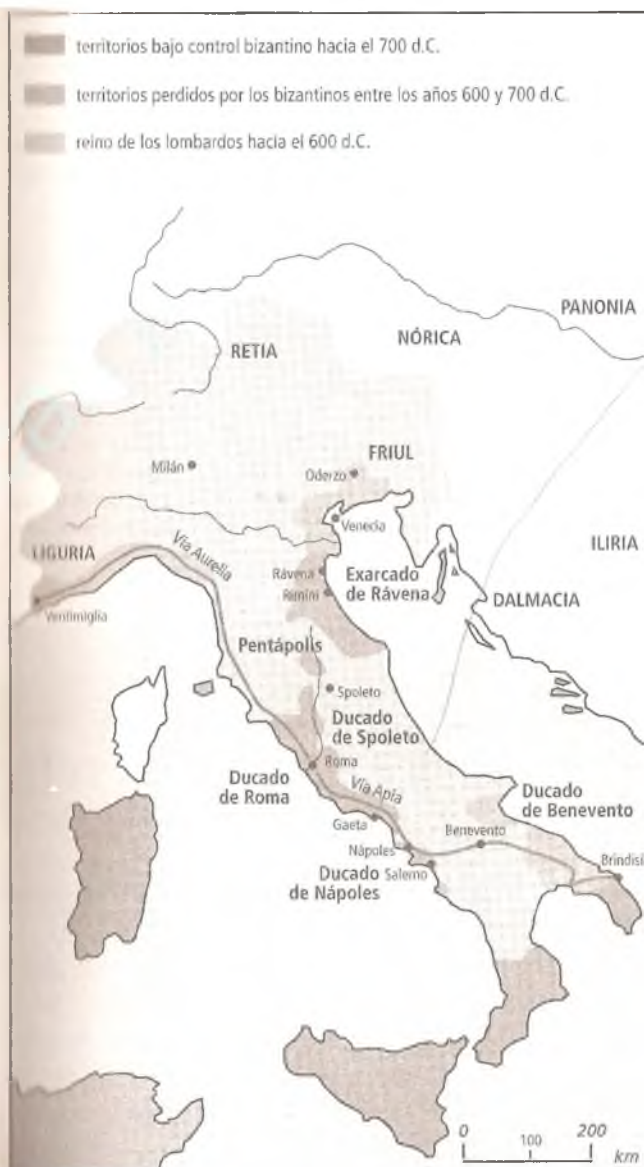 territorios bajo control bizantino hacia el 700 d.C.
territorios perdidos por los bizantinos entre los años 600 y 700 d.C.
reino de los lombardos hacia el 600 d.C.
PANONIA
NÓRICA
RETIA
FRIUL
Milán
Oderzo
Venecia
ILIRIA
LIGURIA
Vía Aurelia
Rávena
Exarcado
de Rávena
Rímini
DALMACIA
Ventimiglia
Pentápolis
Spoleto
Ducado
de Spoleto
Roma
Ducado
de Roma
Vía Apia
Ducado
de Benevento
Gaeta
Benevento
Nápoles
Brindisi
Ducado
de Nápoles
Salerno
0 100 200
km